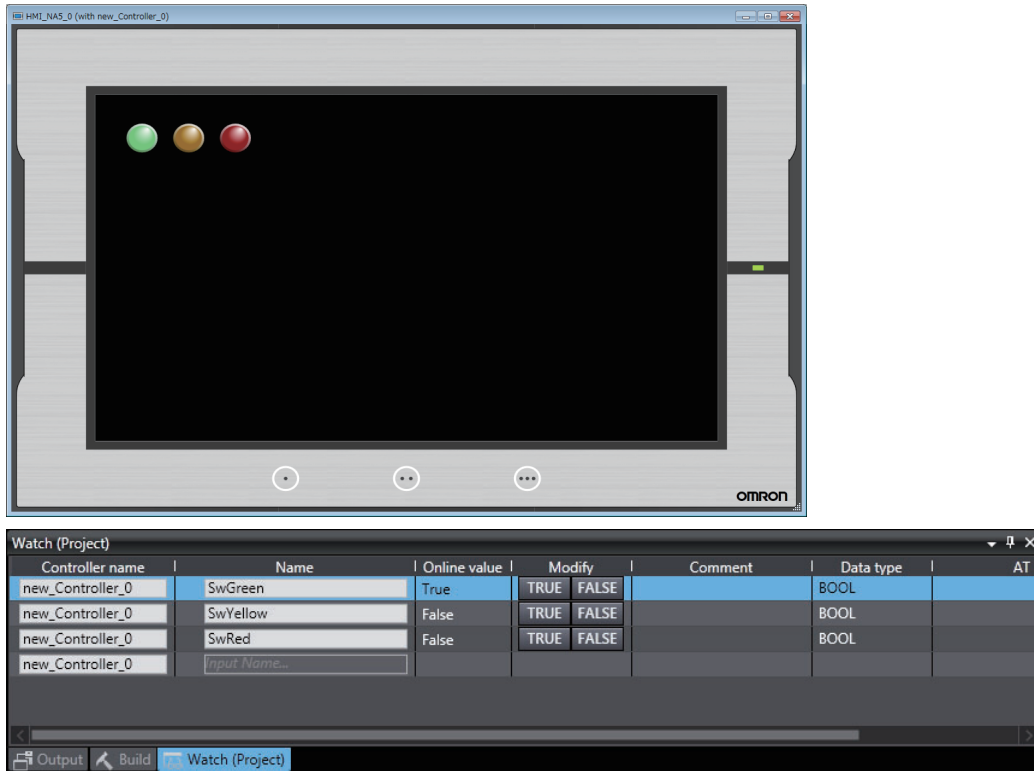 HMI_NA5_0 (with new_Controller_0)
OMRON
Watch (Project)
Controller name Name Online value Modify Comment Data type AT
new_Controller_0 SwGreen True TRUE FALSE BOOL
new_Controller_0 SwYellow False TRUE FALSE BOOL
new_Controller_0 SwRed False TRUE FALSE BOOL
new_Controller_0 Input Name...
Output Build Watch (Project)